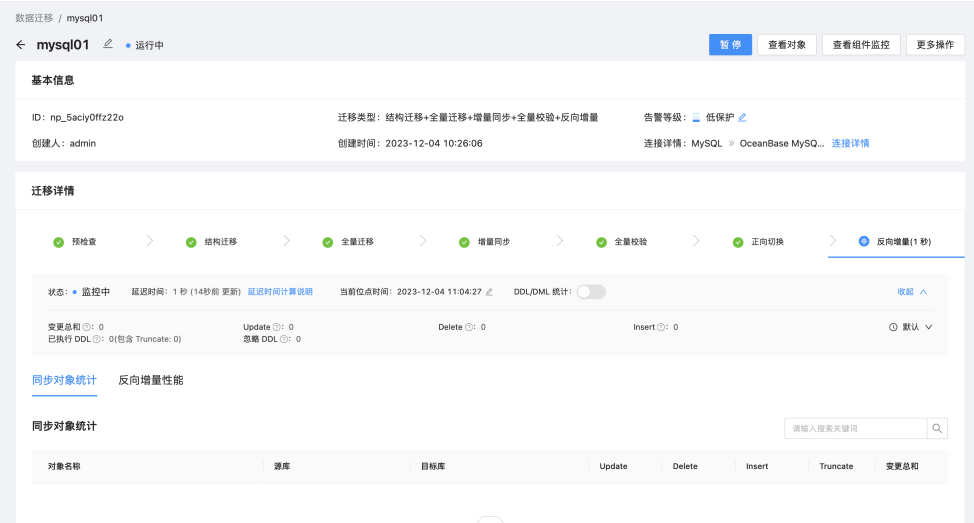 数据迁移 / mysql01
mysql01 运行中 暂 停 查看对象 查看组件监控 更多操作
基本信息
ID: np_5aciy0ffz22o 迁移类型: 结构迁移+全量迁移+增量同步+全量校验+反向增量 告警等级: 低保护
创建人: admin 创建时间: 2023-12-04 10:26:06 连接详情: MySQL » OceanBase MySQ... 连接详情
迁移详情
预检查 结构迁移 全量迁移 增量同步 全量校验 正向切换 反向增量(1 秒)
状态: 监控中 延迟时间: 1 秒 (14秒前 更新) 延迟时间计算说明 当前位点时间: 2023-12-04 11:04:27 DDL/DML 统计: 收起
变更总和 : 0 Update : 0 Delete : 0 Insert : 0 默认
已执行 DDL : 0(包含 Truncate: 0) 忽略 DDL : 0
同步对象统计 反向增量性能
同步对象统计 请输入搜索关键词
对象名称 源库 目标库 Update Delete Insert Truncate 变更总和